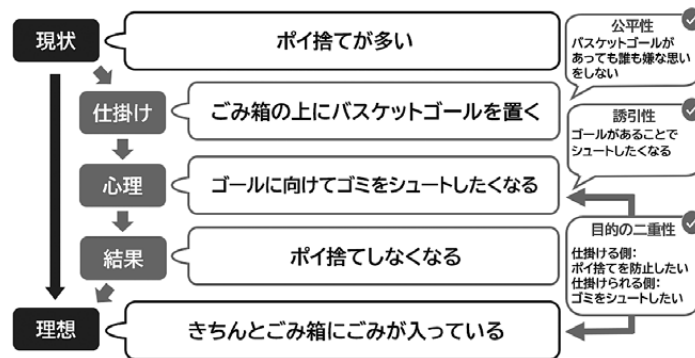 現状
ポイ捨てが多い
仕掛け
ごみ箱の上にバスケットゴールを置く
心理
ゴールに向けてゴミをシュートしたくなる
結果
ポイ捨てしなくなる
理想
きちんとごみ箱にごみが入っている
公平性
バスケットゴールが
あっても誰も嫌な思い
をしない
誘引性
ゴールがあることで
シュートしたくなる
目的の二重性
仕掛ける側:
ポイ捨てを防止したい
仕掛けられる側:
ゴミをシュートしたい